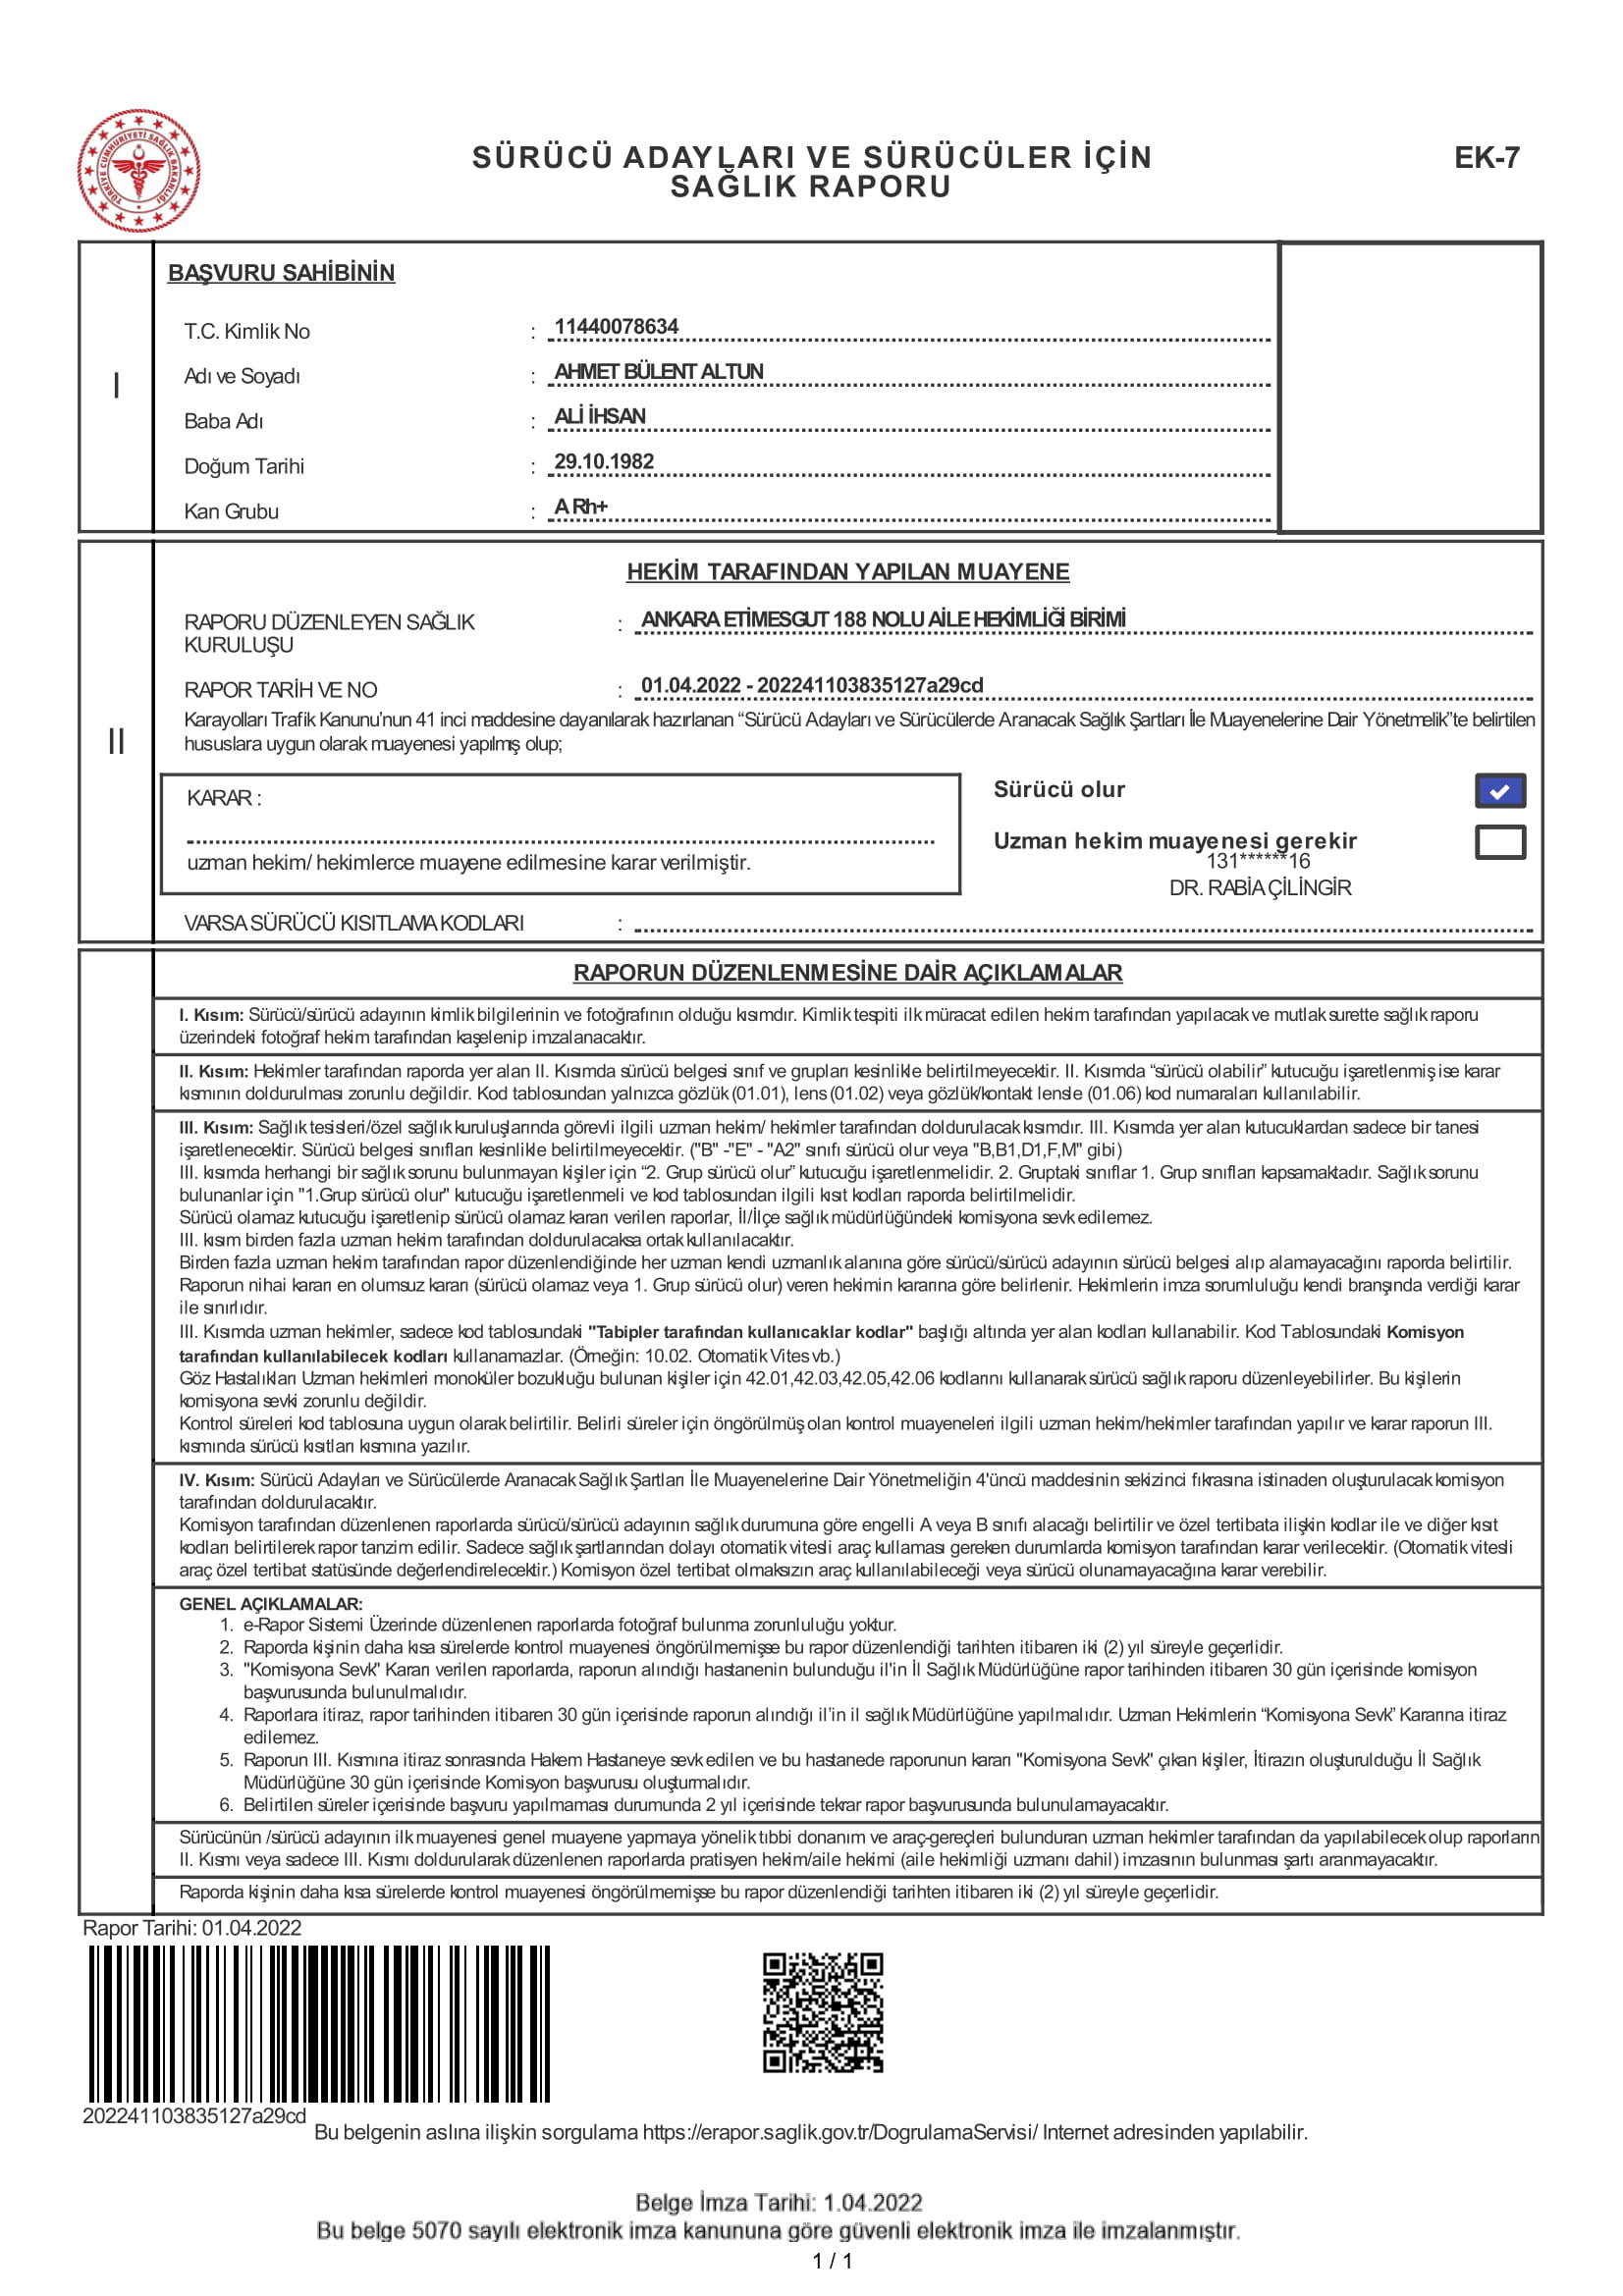 TÜRKİYE CUMHURİYETİ SAĞLIK BAKANLIĞI
SÜRÜCÜ ADAYLARI VE SÜRÜCÜLER İÇİN
SAĞLIK RAPORU
EK-7
I
BAŞVURU SAHİBİNİN
T.C. Kimlik No : 11440078634
Adı ve Soyadı : AHMET BÜLENT ALTUN
Baba Adı : ALİ İHSAN
Doğum Tarihi : 29.10.1982
Kan Grubu : A Rh+
II
HEKİM TARAFINDAN YAPILAN MUAYENE
RAPORU DÜZENLEYEN SAĞLIK
KURULUŞU : ANKARA ETİMESGUT 188 NOLU AİLE HEKİMLİĞİ BİRİMİ
RAPOR TARİH VE NO : 01.04.2022 - 202241103835127a29cd
Karayolları Trafik Kanunu'nun 41 inci maddesine dayanılarak hazırlanan “Sürücü Adayları ve Sürücülerde Aranacak Sağlık Şartları İle Muayenelerine Dair Yönetmelik”te belirtilen
hususlara uygun olarak muayenesi yapılmış olup;
KARAR :
uzman hekim/ hekimlerce muayene edilmesine karar verilmiştir.
Sürücü olur
Uzman hekim muayenesi gerekir
131******16
DR. RABİA ÇİLİNGİR
VARSA SÜRÜCÜ KISITLAMA KODLARI :
RAPORUN DÜZENLENMESİNE DAİR AÇIKLAMALAR
I. Kısım: Sürücü/sürücü adayının kimlik bilgilerinin ve fotoğrafının olduğu kısımdır. Kimlik tespiti ilk müracat edilen hekim tarafından yapılacak ve mutlak surette sağlık raporu
üzerindeki fotoğraf hekim tarafından kaşelenip imzalanacaktır.
II. Kısım: Hekimler tarafından raporda yer alan II. Kısımda sürücü belgesi sınıf ve grupları kesinlikle belirtilmeyecektir. II. Kısımda “sürücü olabilir” kutucuğu işaretlenmiş ise karar
kısmının doldurulması zorunlu değildir. Kod tablosundan yalnızca gözlük (01.01), lens (01.02) veya gözlük/kontakt lensle (01.06) kod numaraları kullanılabilir.
III. Kısım: Sağlık tesisleri/özel sağlık kuruluşlarında görevli ilgili uzman hekim/ hekimler tarafından doldurulacak kısımdır. III. Kısımda yer alan kutucuklardan sadece bir tanesi
işaretlenecektir. Sürücü belgesi sınıfları kesinlikle belirtilmeyecektir. ("B" -"E" - "A2" sınıfı sürücü olur veya "B,B1,D1,F,M" gibi)
III. kısımda herhangi bir sağlık sorunu bulunmayan kişiler için “2. Grup sürücü olur” kutucuğu işaretlenmelidir. 2. Gruptaki sınıflar 1. Grup sınıfları kapsamaktadır. Sağlık sorunu
bulunanlar için "1.Grup sürücü olur" kutucuğu işaretlenmeli ve kod tablosundan ilgili kısıt kodları raporda belirtilmelidir.
Sürücü olamaz kutucuğu işaretlenip sürücü olamaz kararı verilen raporlar, İl/İlçe sağlık müdürlüğündeki komisyona sevk edilemez.
III. kısım birden fazla uzman hekim tarafından doldurulacaksa ortak kullanılacaktır.
Birden fazla uzman hekim tarafından rapor düzenlendiğinde her uzman kendi uzmanlık alanına göre sürücü/sürücü adayının sürücü belgesi alıp alamayacağını raporda belirtilir.
Raporun nihai kararı en olumsuz kararı (sürücü olamaz veya 1. Grup sürücü olur) veren hekimin kararına göre belirlenir. Hekimlerin imza sorumluluğu kendi branşında verdiği karar
ile sınırlıdır.
III. Kısımda uzman hekimler, sadece kod tablosundaki "Tabipler tarafından kullanıcaklar kodlar" başlığı altında yer alan kodları kullanabilir. Kod Tablosundaki Komisyon
tarafından kullanılabilecek kodları kullanamazlar. (Örneğin: 10.02. Otomatik Vites vb.)
Göz Hastalıkları Uzman hekimleri monoküler bozukluğu bulunan kişiler için 42.01,42.03,42.05,42.06 kodlarını kullanarak sürücü sağlık raporu düzenleyebilirler. Bu kişilerin
komisyona sevki zorunlu değildir.
Kontrol süreleri kod tablosuna uygun olarak belirtilir. Belirli süreler için öngörülmüş olan kontrol muayeneleri ilgili uzman hekim/hekimler tarafından yapılır ve karar raporun III.
kısmında sürücü kısıtları kısmına yazılır.
IV. Kısım: Sürücü Adayları ve Sürücülerde Aranacak Sağlık Şartları İle Muayenelerine Dair Yönetmeliğin 4'üncü maddesinin sekizinci fıkrasına istinaden oluşturulacak komisyon
tarafından doldurulacaktır.
Komisyon tarafından düzenlenen raporlarda sürücü/sürücü adayının sağlık durumuna göre engelli A veya B sınıfı alacağı belirtilir ve özel tertibata ilişkin kodlar ile ve diğer kısıt
kodları belirtilerek rapor tanzim edilir. Sadece sağlık şartlarından dolayı otomatik vitesli araç kullaması gereken durumlarda komisyon tarafından karar verilecektir. (Otomatik vitesli
araç özel tertibat statüsünde değerlendirelecektir.) Komisyon özel tertibat olmaksızın araç kullanılabileceği veya sürücü olunamayacağına karar verebilir.
GENEL AÇIKLAMALAR:
1. e-Rapor Sistemi Üzerinde düzenlenen raporlarda fotoğraf bulunma zorunluluğu yoktur.
2. Raporda kişinin daha kısa sürelerde kontrol muayenesi öngörülmemişse bu rapor düzenlendiği tarihten itibaren iki (2) yıl süreyle geçerlidir.
3. "Komisyona Sevk" Kararı verilen raporlarda, raporun alındığı hastanenin bulunduğu il'in İl Sağlık Müdürlüğüne rapor tarihinden itibaren 30 gün içerisinde komisyon
başvurusunda bulunulmalıdır.
4. Raporlara itiraz, rapor tarihinden itibaren 30 gün içerisinde raporun alındığı il’in il sağlık Müdürlüğüne yapılmalıdır. Uzman Hekimlerin “Komisyona Sevk” Kararına itiraz
edilemez.
5. Raporun III. Kısmına itiraz sonrasında Hakem Hastaneye sevk edilen ve bu hastanede raporunun kararı "Komisyona Sevk" çıkan kişiler, İtirazın oluşturulduğu İl Sağlık
Müdürlüğüne 30 gün içerisinde Komisyon başvurusu oluşturmalıdır.
6. Belirtilen süreler içerisinde başvuru yapılmaması durumunda 2 yıl içerisinde tekrar rapor başvurusunda bulunulamayacaktır.
Sürücünün /sürücü adayının ilk muayenesi genel muayene yapmaya yönelik tıbbi donanım ve araç-gereçleri bulunduran uzman hekimler tarafından da yapılabilecek olup raporların
II. Kısmı veya sadece III. Kısmı doldurularak düzenlenen raporlarda pratisyen hekim/aile hekimi (aile hekimliği uzmanı dahil) imzasının bulunması şartı aranmayacaktır.
Raporda kişinin daha kısa sürelerde kontrol muayenesi öngörülmemişse bu rapor düzenlendiği tarihten itibaren iki (2) yıl süreyle geçerlidir.
Rapor Tarihi: 01.04.2022
202241103835127a29cd
Bu belgenin aslına ilişkin sorgulama https://erapor.saglik.gov.tr/DogrulamaServisi/ Internet adresinden yapılabilir.
Belge İmza Tarihi: 1.04.2022
Bu belge 5070 sayılı elektronik imza kanununa göre güvenli elektronik imza ile imzalanmıştır.
1 / 1